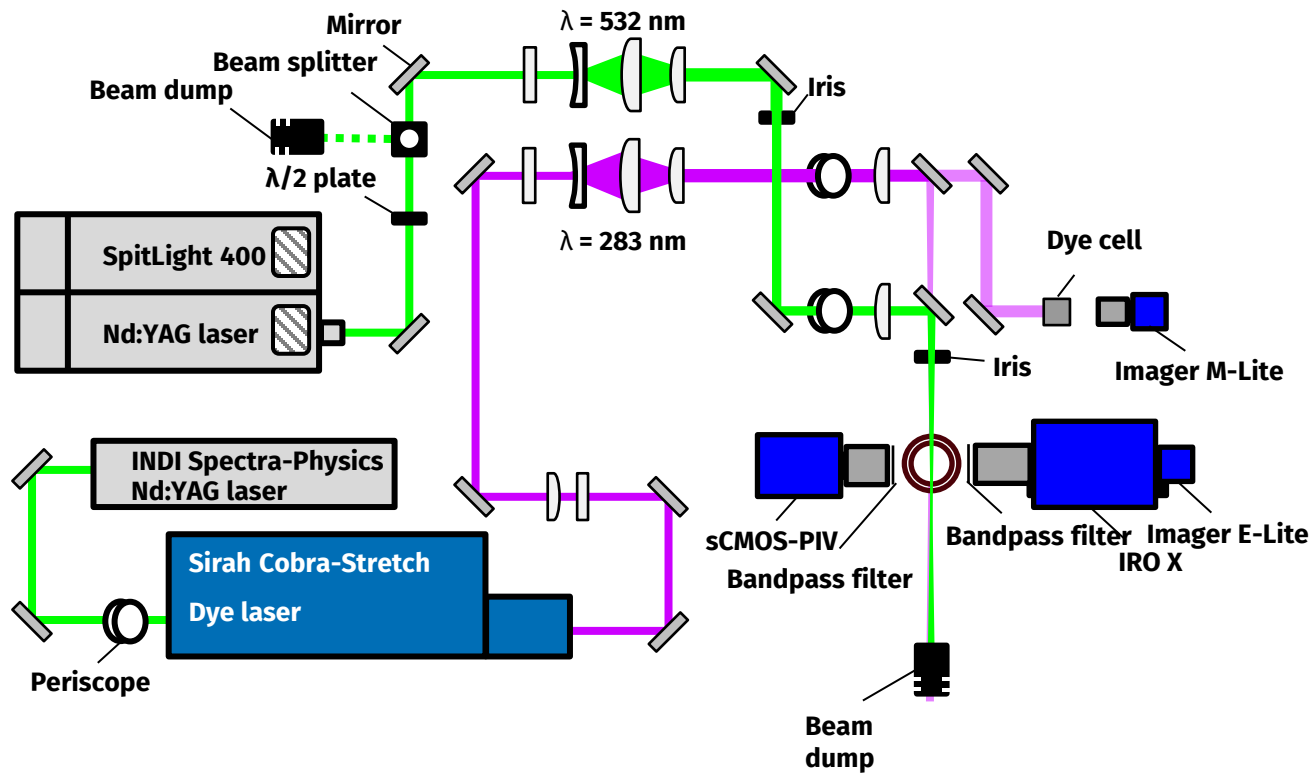 λ = 532 nm
Mirror
Beam splitter
Beam dump
Iris
λ/2 plate
λ = 283 nm
SpitLight 400
Nd:YAG laser
Dye cell
Iris
Imager M-Lite
INDI Spectra-Physics
Nd:YAG laser
sCMOS-PIV
Bandpass filter
Bandpass filter
Imager E-Lite
IRO X
Sirah Cobra-Stretch
Dye laser
Periscope
Beam
dump